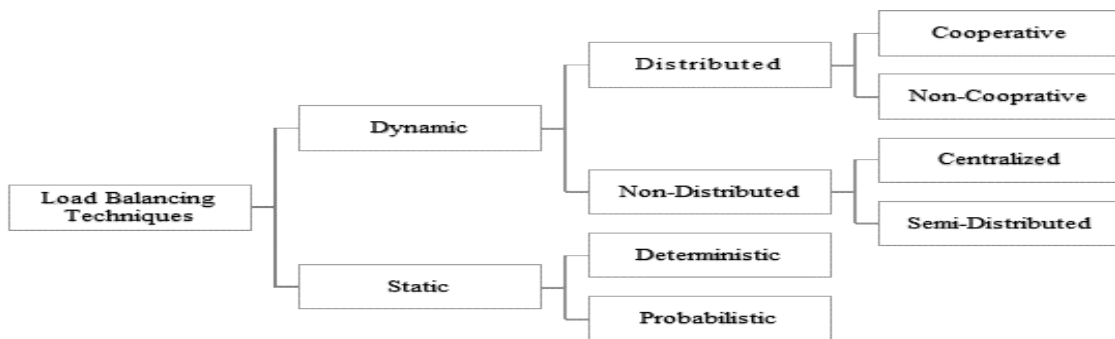 Load Balancing
Techniques
Dynamic
Static
Distributed
Non-Distributed
Deterministic
Probabilistic
Cooperative
Non-Cooprative
Centralized
Semi-Distributed